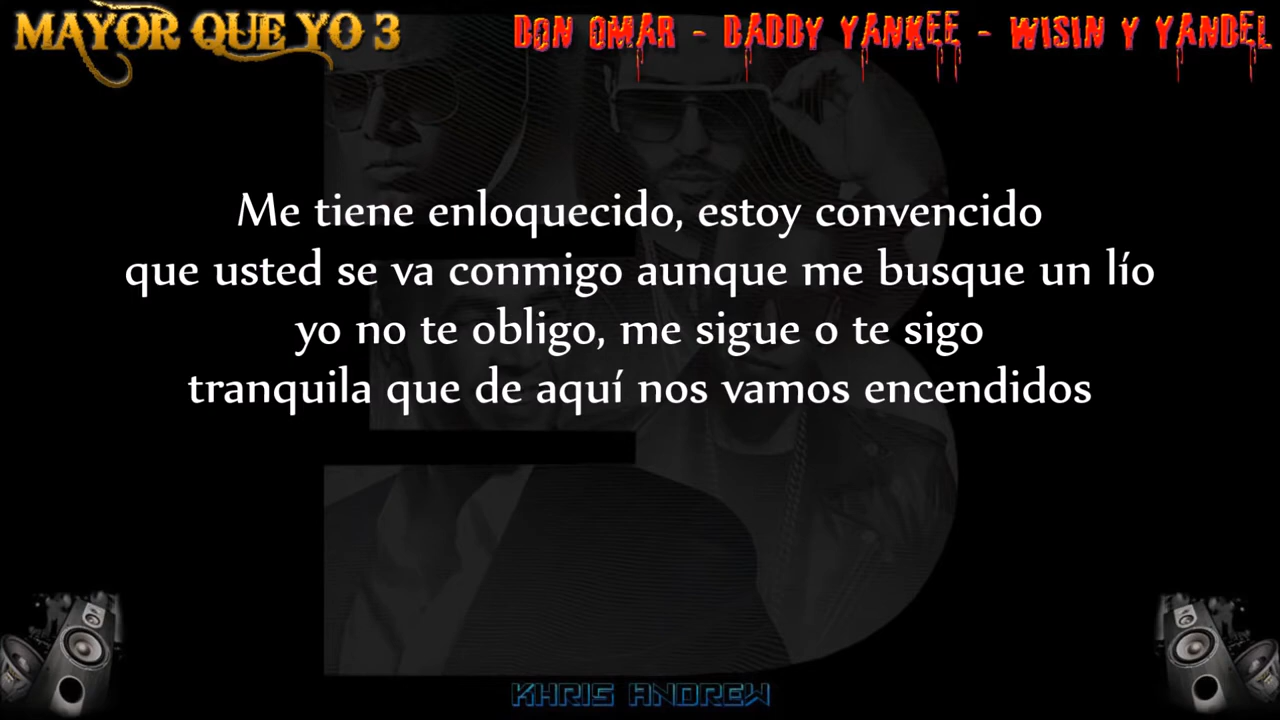 MAYOR QUE YO 3
DON OMAR - DADDY YANKEE - WISIN Y YANDEL
Me tiene enloquecido, estoy convencido
que usted se va conmigo aunque me busque un lío
yo no te obligo, me sigue o te sigo
tranquila que de aquí nos vamos encendidos
KHRIS ANDREW